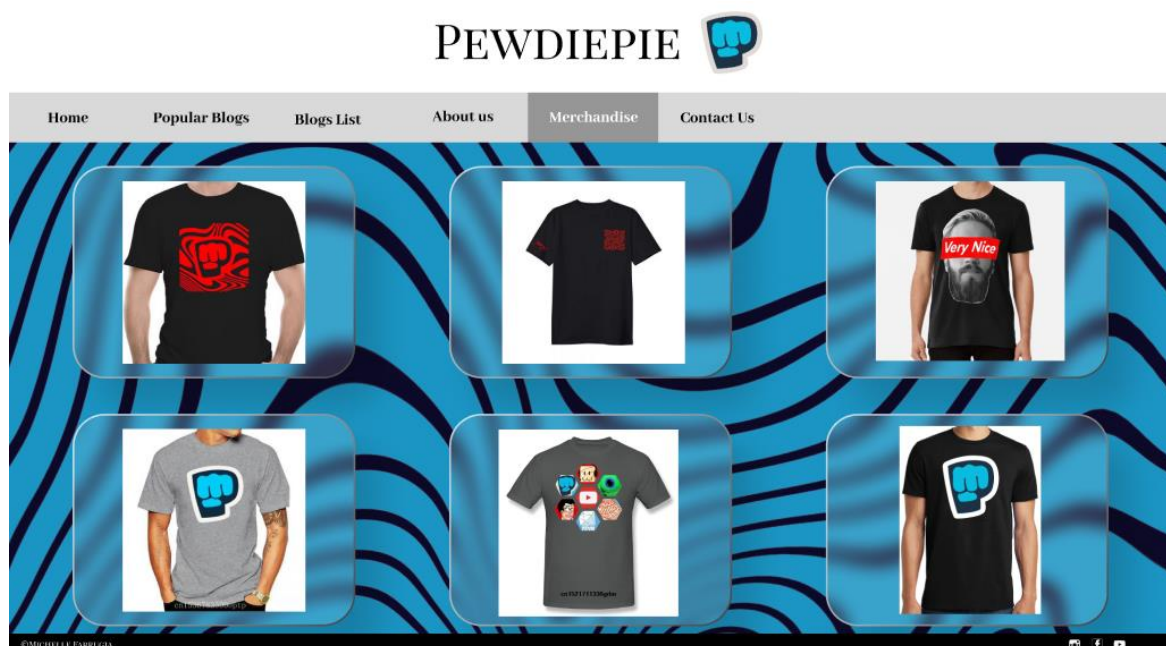 PEWDIEPIE
Home Popular Blogs Blogs List About us Merchandise Contact Us
Very Nice
©MICHELLE FARRUGIA